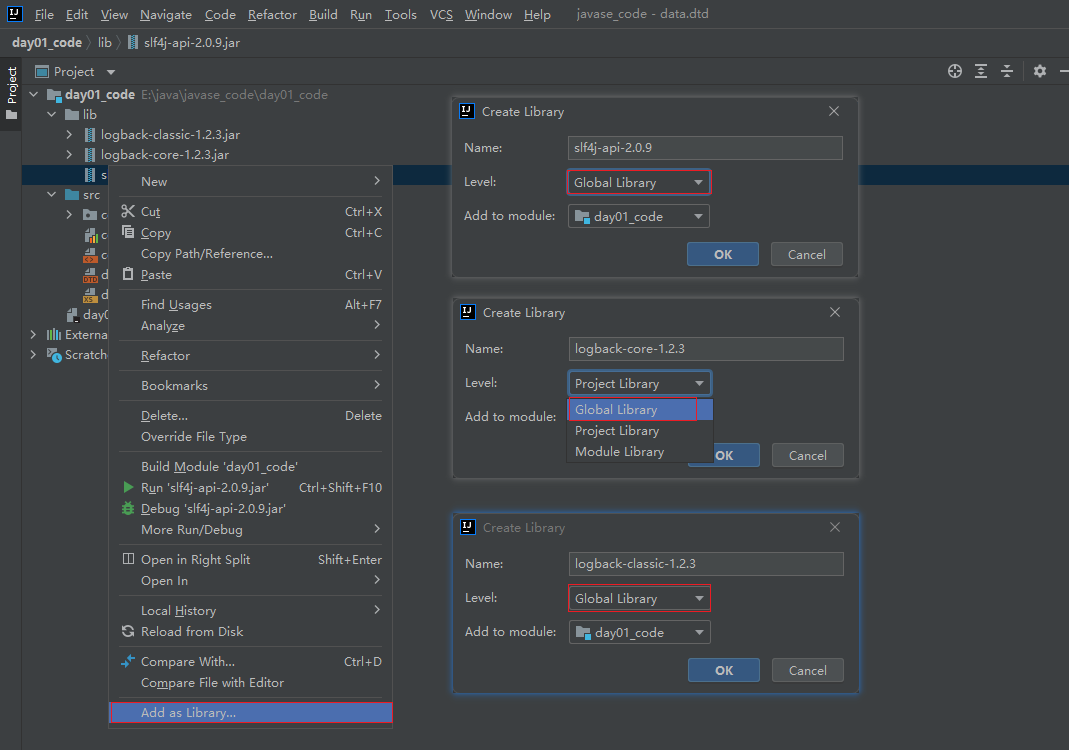 File Edit View Navigate Code Refactor Build Run Tools VCS Window Help javase_code - data.dtd
day01_code lib slf4j-api-2.0.9.jar
Project
Project
day01_code E:\java\javase_code\day01_code
lib
logback-classic-1.2.3.jar
logback-core-1.2.3.jar
s
src
c
c
c
d
d
day0
Externa
Scratch
New
Cut Ctrl+X
Copy Ctrl+C
Copy Path/Reference...
Paste Ctrl+V
Find Usages Alt+F7
Analyze
Refactor
Bookmarks
Delete... Delete
Override File Type
Build Module 'day01_code'
Run 'slf4j-api-2.0.9.jar' Ctrl+Shift+F10
Debug 'slf4j-api-2.0.9.jar'
More Run/Debug
Open in Right Split Shift+Enter
Open In
Local History
Reload from Disk
Compare With... Ctrl+D
Compare File with Editor
Add as Library...
Create Library
Name: slf4j-api-2.0.9
Level: Global Library
Add to module: day01_code
OK Cancel
Create Library
Name: logback-core-1.2.3
Level: Project Library
Global Library
Add to module:
Project Library
Module Library
OK Cancel
Create Library
Name: logback-classic-1.2.3
Level: Global Library
Add to module: day01_code
OK Cancel